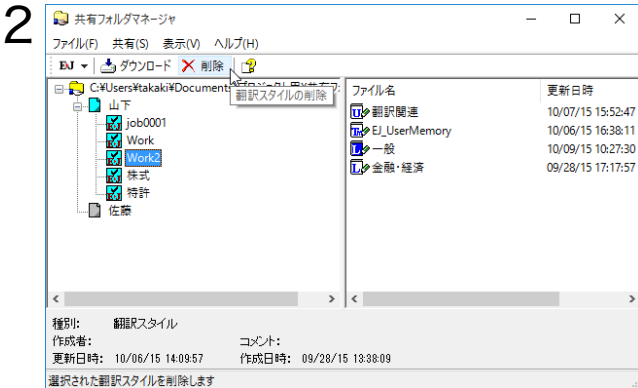 2
共有フォルダマネージャ
ファイル(F) 共有(S) 表示(V) ヘルプ(H)
EJ ダウンロード 削除
C:¥Users¥takaki¥Documents
翻訳スタイルの削除
山下
job0001
Work
Work2
株式
特許
佐藤
ファイル名 更新日時
翻訳関連 10/07/15 15:52:47
EJ_UserMemory 10/06/15 16:38:11
一般 10/09/15 10:27:30
金融・経済 09/28/15 17:17:57
種別: 翻訳スタイル
作成者: コメント:
更新日時: 10/06/15 14:09:57 作成日時: 09/28/15 13:38:09
選択された翻訳スタイルを削除します